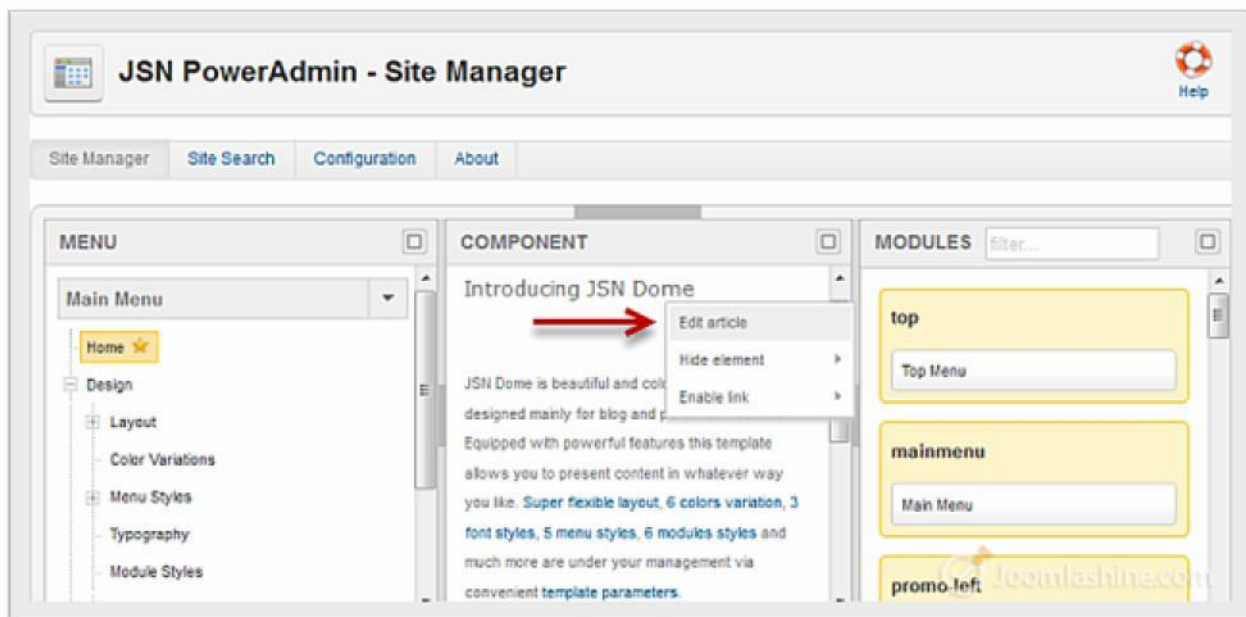 JSN PowerAdmin - Site Manager
Help
Site Manager
Site Search
Configuration
About
MENU
Main Menu
Home
Design
Layout
Color Variations
Menu Styles
Typography
Module Styles
COMPONENT
Introducing JSN Dome
Edit article
Hide element
Enable link
JSN Dome is beautiful and
designed mainly for blog and
Equipped with powerful features this template
allows you to present content in whatever way
you like. Super flexible layout, 6 colors variation, 3
font styles, 5 menu styles, 6 modules styles and
much more are under your management via
convenient template parameters.
MODULES
filter...
top
Top Menu
mainmenu
Main Menu
promo-left
Joomlashine.com